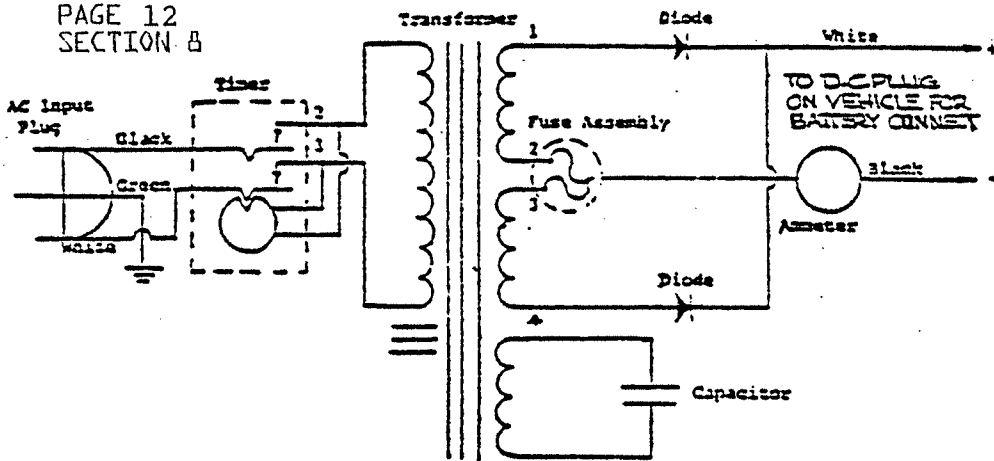 PAGE 12
SECTION 8
Transformer
1
Diode
White
+
Timer
AC Input
Plug
2
TO D-C PLUG
ON VEHICLE FOR
BATTERY CONNECT
Black
3
Fuse Assembly
2
Green
Black
-
3
White
Ammeter
Diode
4
Capacitor